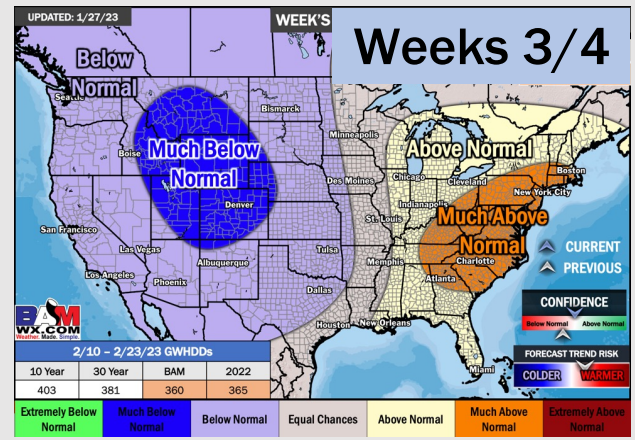 UPDATED: 1/27/23
WEEK'S
Weeks 3/4
Below
Normal
Seattle
Bismarck
Minneapolis
Boise
Much Below
Normal
Above Normal
Boston
Des Moines
Chicago
Cleveland
New York City
Denver
Indianapolis
San Francisco
St. Louis
Much Above
Normal
Las Vegas
Tulsa
Memphis
Charlotte
Albuquerque
Los Angeles
Phoenix
Atlanta
Dallas
Houston
New Orleans
Miami
CURRENT
PREVIOUS
CONFIDENCE
Below Normal Above Normal
FORECAST TREND RISK
COLDER WARMER
BAM
WX.COM
Weather. Made. Simple.
2/10 – 2/23/23 GWHDDs
10 Year 30 Year BAM 2022
403 381 360 365
Extremely Below Normal
Much Below Normal
Below Normal
Equal Chances
Above Normal
Much Above Normal
Extremely Above Normal